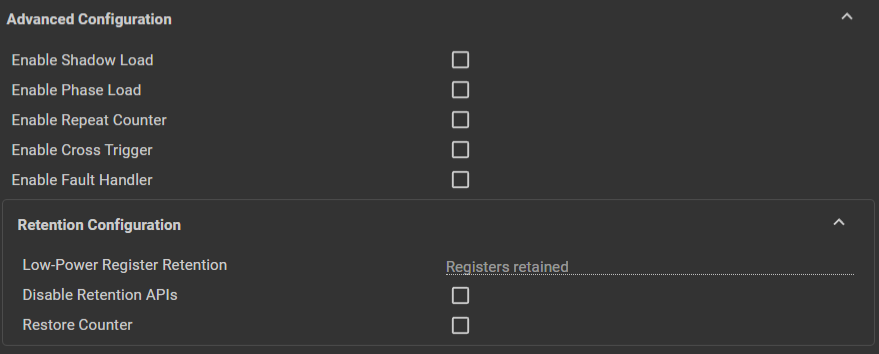 Advanced Configuration
Enable Shadow Load
Enable Phase Load
Enable Repeat Counter
Enable Cross Trigger
Enable Fault Handler
Retention Configuration
Low-Power Register Retention Registers retained
Disable Retention APIs
Restore Counter